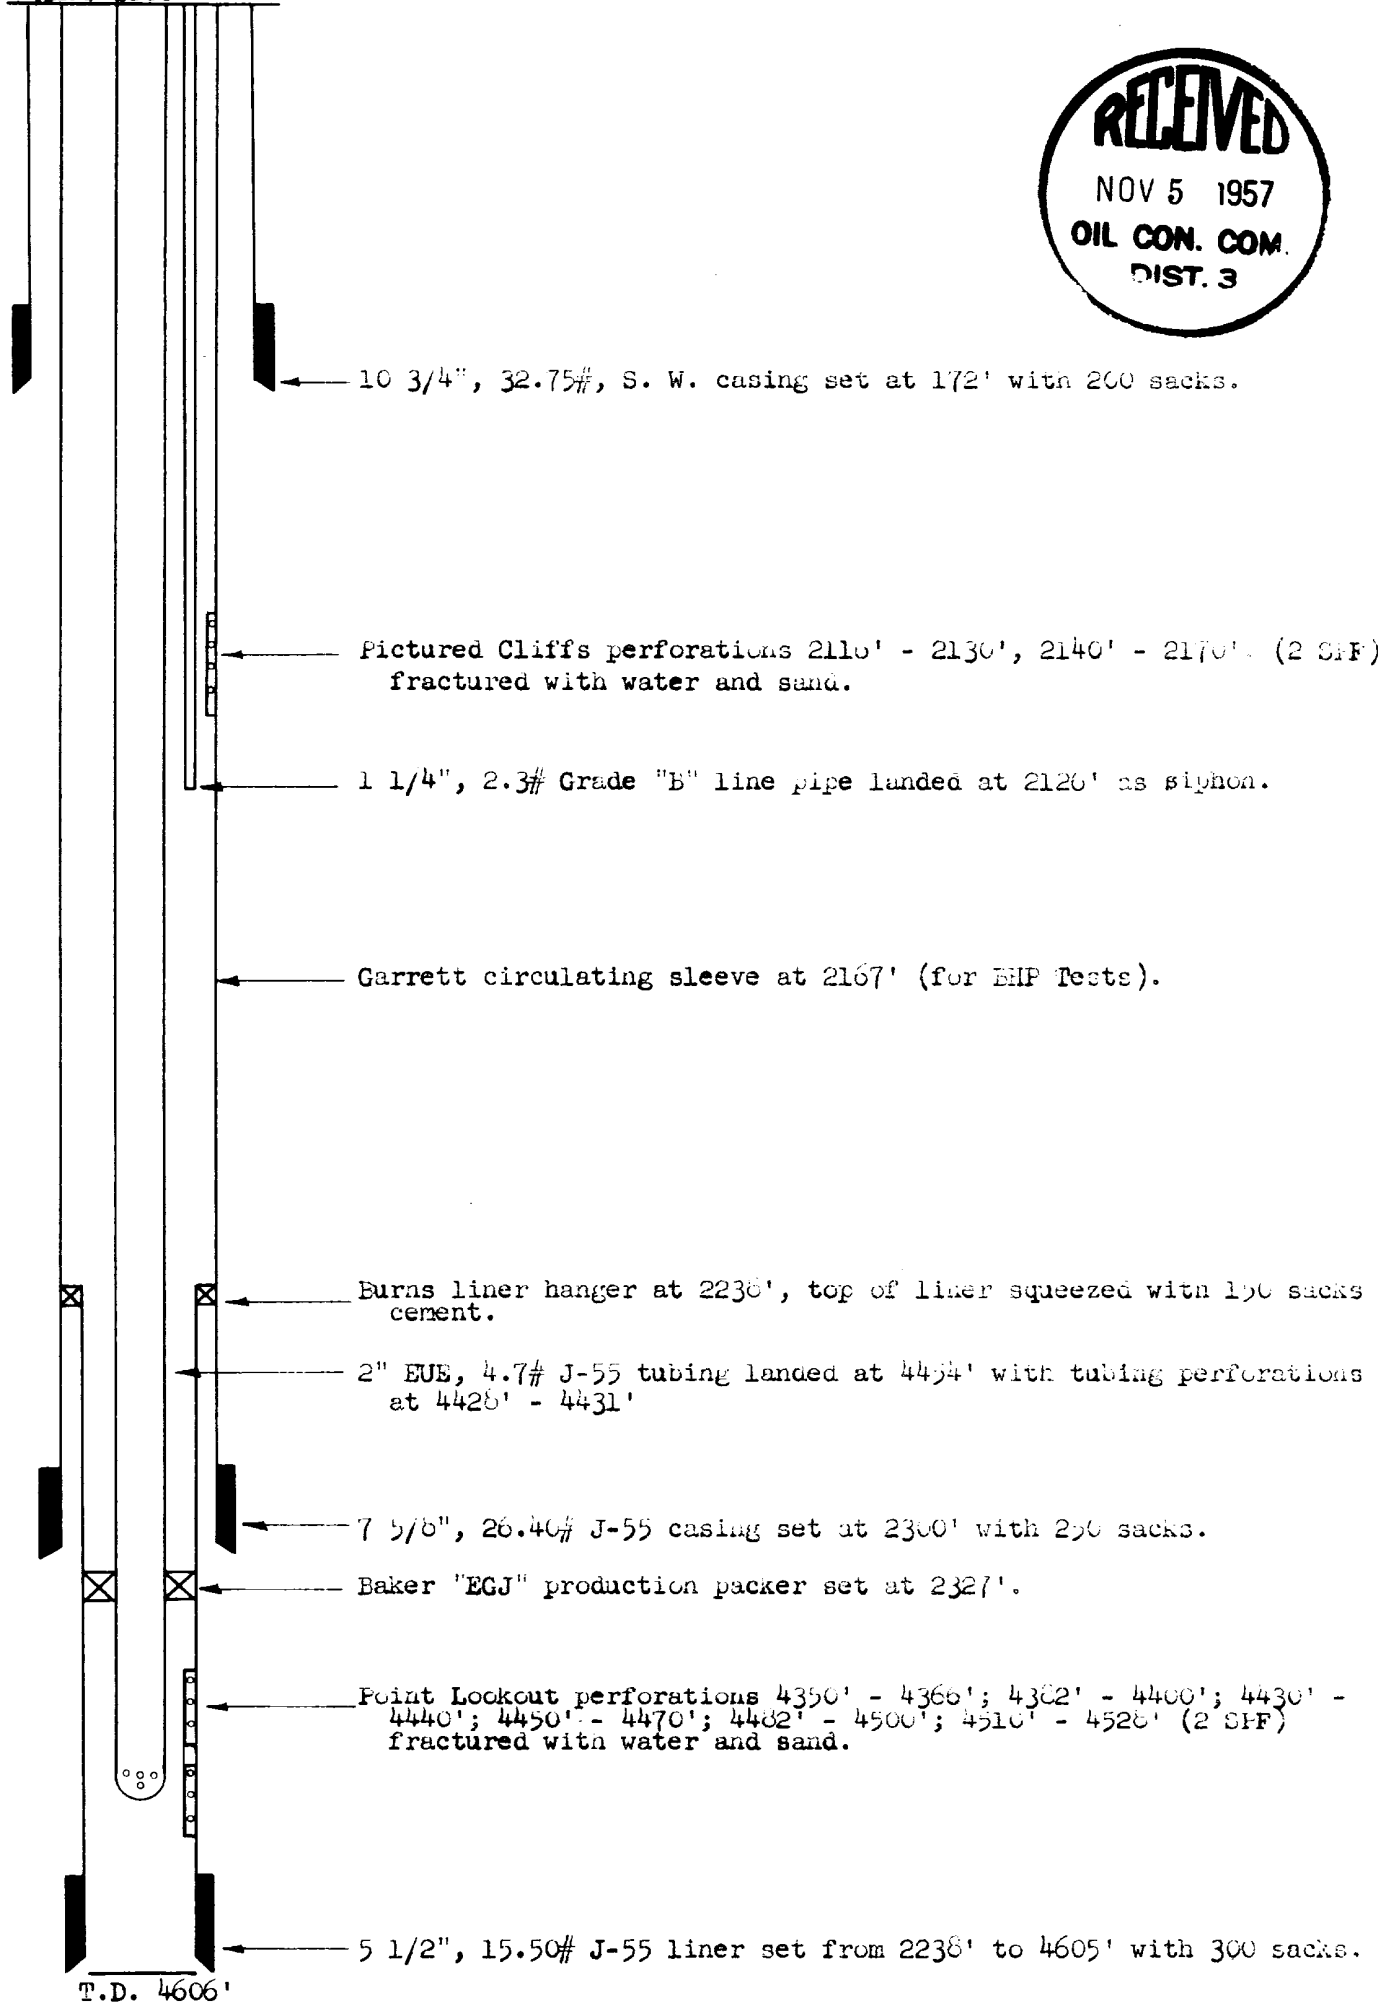 RECEIVED
NOV 5 1957
OIL CON. COM.
DIST. 3
10 3/4", 32.75#, S. W. casing set at 172' with 200 sacks.
Pictured Cliffs perforations 2110' - 2130', 2140' - 2170'. (2 SPF)
fractured with water and sand.
1 1/4", 2.3# Grade "B" line pipe landed at 2126' as siphon.
Garrett circulating sleeve at 2167' (for BHP Tests).
Burns liner hanger at 2238', top of liner squeezed with 150 sacks
cement.
2" EUE, 4.7# J-55 tubing landed at 4454' with tubing perforations
at 4428' - 4431'
7 5/8", 26.40# J-55 casing set at 2300' with 250 sacks.
Baker "EGJ" production packer set at 2327'.
Point Lookout perforations 4350' - 4366'; 4382' - 4400'; 4430' -
4440'; 4450' - 4470'; 4482' - 4500'; 4516' - 4528' (2 SPF)
fractured with water and sand.
5 1/2", 15.50# J-55 liner set from 2238' to 4605' with 300 sacks.
T.D. 4606'